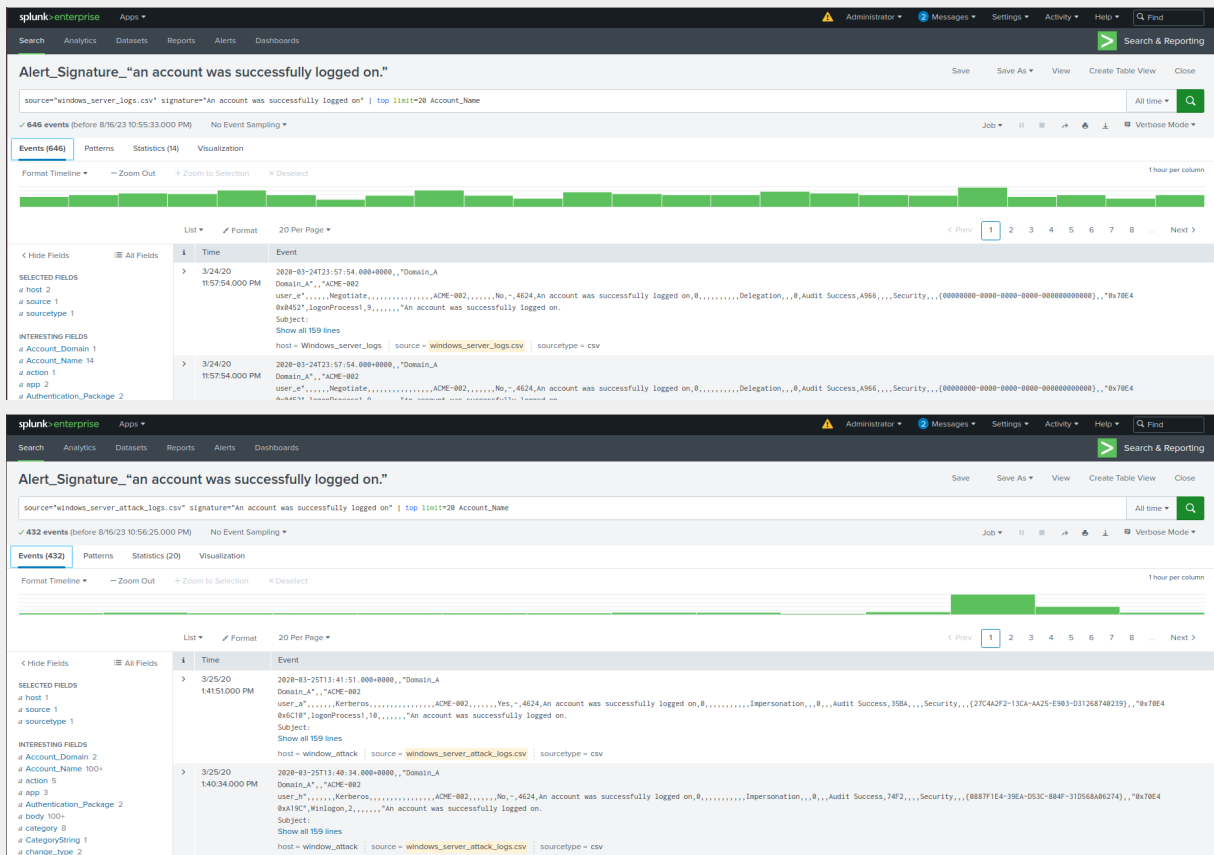 splunk>enterprise Apps ▾ Administrator ▾ 2 Messages ▾ Settings ▾ Activity ▾ Help ▾ Find
Search Analytics Datasets Reports Alerts Dashboards Search & Reporting
Alert_Signature_“an account was successfully logged on.” Save Save As ▾ View Create Table View Close
source="windows_server_logs.csv" signature="An account was successfully logged on" | top limit=20 Account_Name All time ▾
✓ 646 events (before 8/16/23 10:55:33.000 PM) No Event Sampling ▾ Job ▾ Verbose Mode ▾
Events (646) Patterns Statistics (14) Visualization
Format Timeline ▾ — Zoom Out + Zoom to Selection × Deselect 1 hour per column
List ▾ Format 20 Per Page ▾ < Prev 1 2 3 4 5 6 7 8 ... Next >
< Hide Fields All Fields i Time Event
SELECTED FIELDS
a host 2
a source 1
a sourcetype 1
INTERESTING FIELDS
a Account_Domain 1
a Account_Name 14
a action 1
a app 2
a Authentication_Package 2
> 3/24/20
11:57:54.000 PM
2020-03-24T23:57:54.000+0000,,"Domain_A
Domain_A",,"ACME-002
user_e",,,,,,Negotiate,,,,,,,,,,,,,,,,ACME-002,,,,,,,No,-,4624,An account was successfully logged on,0,,,,,,,,,,Delegation,,,0,Audit Success,A966,,,,Security,,,{00000000-0000-0000-0000-000000000000},,"0x70E4
0x0452",logonProcess1,9,,,,,,,"An account was successfully logged on.
Subject:
Show all 159 lines
host = Windows_server_logs source = windows_server_logs.csv sourcetype = csv
> 3/24/20
11:57:54.000 PM
2020-03-24T23:57:54.000+0000,,"Domain_A
Domain_A",,"ACME-002
user_e",,,,,,Negotiate,,,,,,,,,,,,,,,,ACME-002,,,,,,,No,-,4624,An account was successfully logged on,0,,,,,,,,,,Delegation,,,0,Audit Success,A966,,,,Security,,,{00000000-0000-0000-0000-000000000000},,"0x70E4
splunk>enterprise Apps ▾ Administrator ▾ 2 Messages ▾ Settings ▾ Activity ▾ Help ▾ Find
Search Analytics Datasets Reports Alerts Dashboards Search & Reporting
Alert_Signature_“an account was successfully logged on.” Save Save As ▾ View Create Table View Close
source="windows_server_attack_logs.csv" signature="An account was successfully logged on" | top limit=20 Account_Name All time ▾
✓ 432 events (before 8/16/23 10:56:25.000 PM) No Event Sampling ▾ Job ▾ Verbose Mode ▾
Events (432) Patterns Statistics (20) Visualization
Format Timeline ▾ — Zoom Out + Zoom to Selection × Deselect 1 hour per column
List ▾ Format 20 Per Page ▾ < Prev 1 2 3 4 5 6 7 8 ... Next >
< Hide Fields All Fields i Time Event
SELECTED FIELDS
a host 1
a source 1
a sourcetype 1
INTERESTING FIELDS
a Account_Domain 2
a Account_Name 100+
a action 5
a app 3
a Authentication_Package 2
a body 100+
a category 8
a CategoryString 1
a change_type 2
> 3/25/20
1:41:51.000 PM
2020-03-25T13:41:51.000+0000,,"Domain_A
Domain_A",,"ACME-002
user_a",,,,,,,Kerberos,,,,,,,,,,,,,,,,ACME-002,,,,,,,Yes,-,4624,An account was successfully logged on,0,,,,,,,,,,,Impersonation,,,0,,,Audit Success,35BA,,,,Security,,,{27C4A2F2-13CA-AA25-E903-D31268740239},,"0x70E4
0x6C10",logonProcess1,10,,,,,,,"An account was successfully logged on.
Subject:
Show all 159 lines
host = window_attack source = windows_server_attack_logs.csv sourcetype = csv
> 3/25/20
1:40:34.000 PM
2020-03-25T13:40:34.000+0000,,"Domain_A
Domain_A",,"ACME-002
user_h",,,,,,,Kerberos,,,,,,,,,,,,,,,,ACME-002,,,,,,,No,-,4624,An account was successfully logged on,0,,,,,,,,,,,Impersonation,,,0,,,Audit Success,74F2,,,,Security,,,{0887F1E4-39EA-D53C-804F-31D568A06274},,"0x70E4
0xA19C",Winlogon,2,,,,,,,"An account was successfully logged on.
Subject:
Show all 159 lines
host = window_attack source = windows_server_attack_logs.csv sourcetype = csv